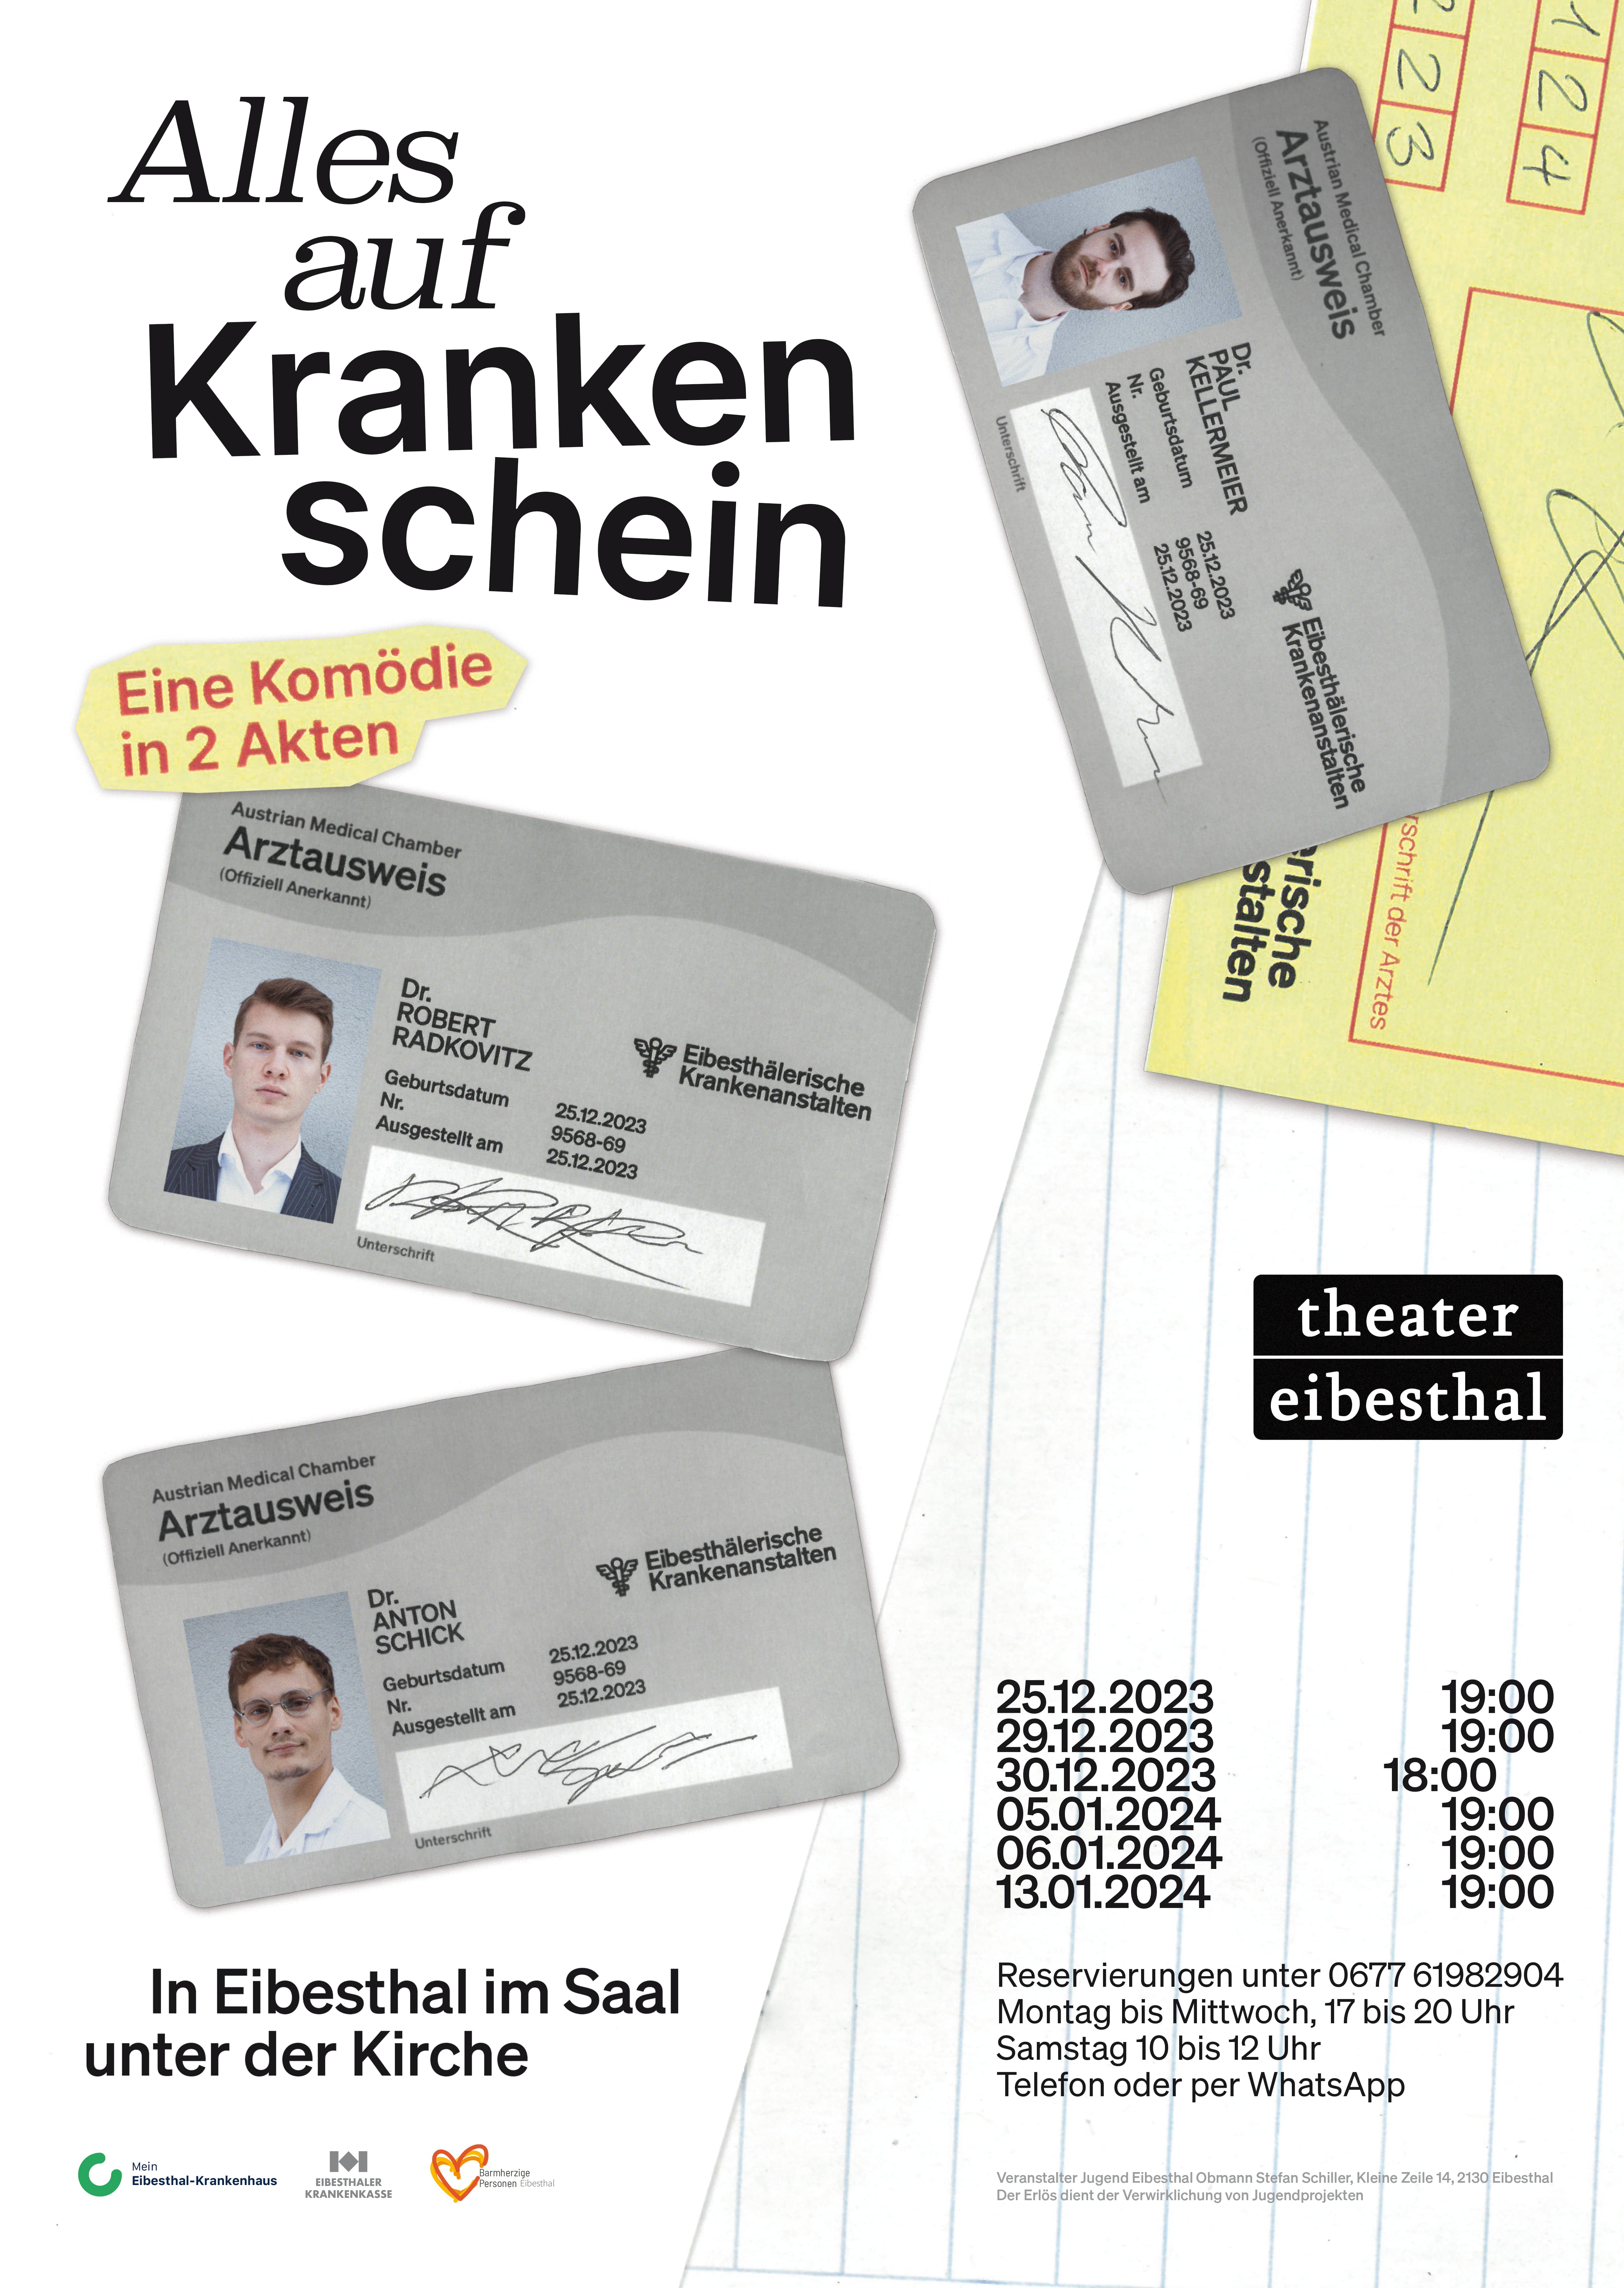 Alles
auf
Kranken
schein
Eine Komödie
in 2 Akten
2 2 3
1 2 4
Austrian Medical Chamber
Arztausweis
(Offiziell Anerkannt)
Dr.
PAUL
KELLERMEIER
Geburtsdatum 25.12.2023
Nr. 9568-69
Ausgestellt am 25.12.2023
Unterschrift
Eibesthälerische
Krankenanstalten
rische
stalten
rschrift der Arztes
Austrian Medical Chamber
Arztausweis
(Offiziell Anerkannt)
Dr.
ROBERT
RADKOVITZ
Geburtsdatum 25.12.2023
Nr. 9568-69
Ausgestellt am 25.12.2023
Unterschrift
Eibesthälerische
Krankenanstalten
Austrian Medical Chamber
Arztausweis
(Offiziell Anerkannt)
Dr.
ANTON
SCHICK
Geburtsdatum 25.12.2023
Nr. 9568-69
Ausgestellt am 25.12.2023
Unterschrift
Eibesthälerische
Krankenanstalten
theater
eibesthal
25.12.2023 19:00
29.12.2023 19:00
30.12.2023 18:00
05.01.2024 19:00
06.01.2024 19:00
13.01.2024 19:00
In Eibesthal im Saal
unter der Kirche
Reservierungen unter 0677 61982904
Montag bis Mittwoch, 17 bis 20 Uhr
Samstag 10 bis 12 Uhr
Telefon oder per WhatsApp
Mein
Eibesthal-Krankenhaus
EIBESTHALER
KRANKENKASSE
Barmherzige
Personen Eibesthal
Veranstalter Jugend Eibesthal Obmann Stefan Schiller, Kleine Zeile 14, 2130 Eibesthal
Der Erlös dient der Verwirklichung von Jugendprojekten